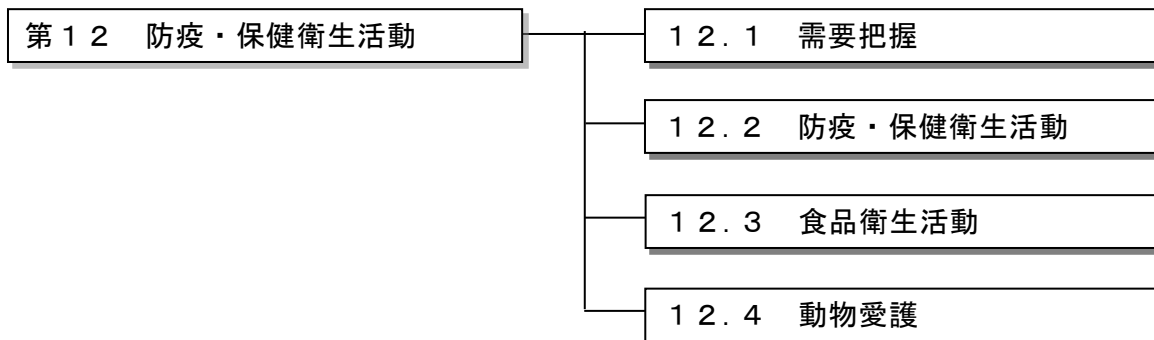 第１２　防疫・保健衛生活動
１２．１　需要把握
１２．２　防疫・保健衛生活動
１２．３　食品衛生活動
１２．４　動物愛護